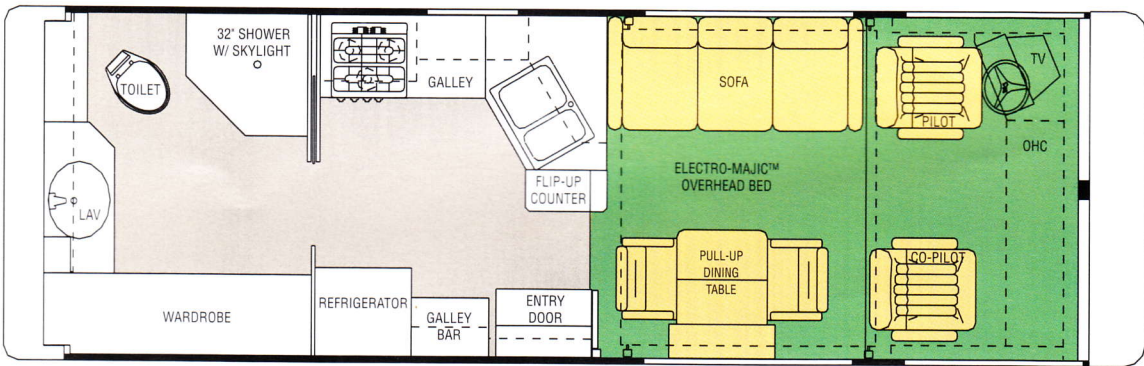 32" SHOWER
W/ SKYLIGHT
TOILET
LAV
WARDROBE
GALLEY
FLIP-UP
COUNTER
REFRIGERATOR
GALLEY
BAR
ENTRY
DOOR
SOFA
ELECTRO-MAJIC™
OVERHEAD BED
PULL-UP
DINING
TABLE
TV
PILOT
OHC
CO-PILOT